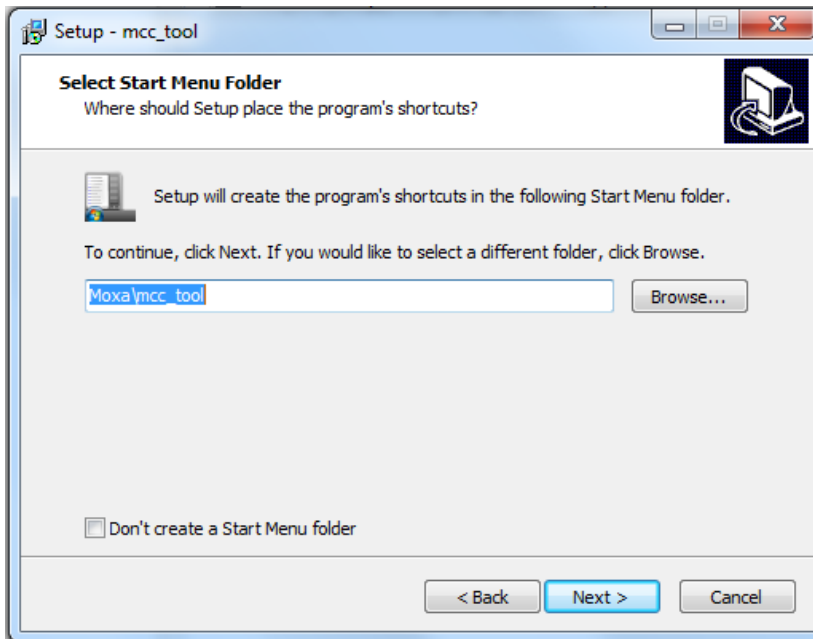 Setup - mcc_tool
Select Start Menu Folder
Where should Setup place the program's shortcuts?
Setup will create the program's shortcuts in the following Start Menu folder.
To continue, click Next. If you would like to select a different folder, click Browse.
Moxa\mcc_tool
Browse...
Don't create a Start Menu folder
< Back
Next >
Cancel